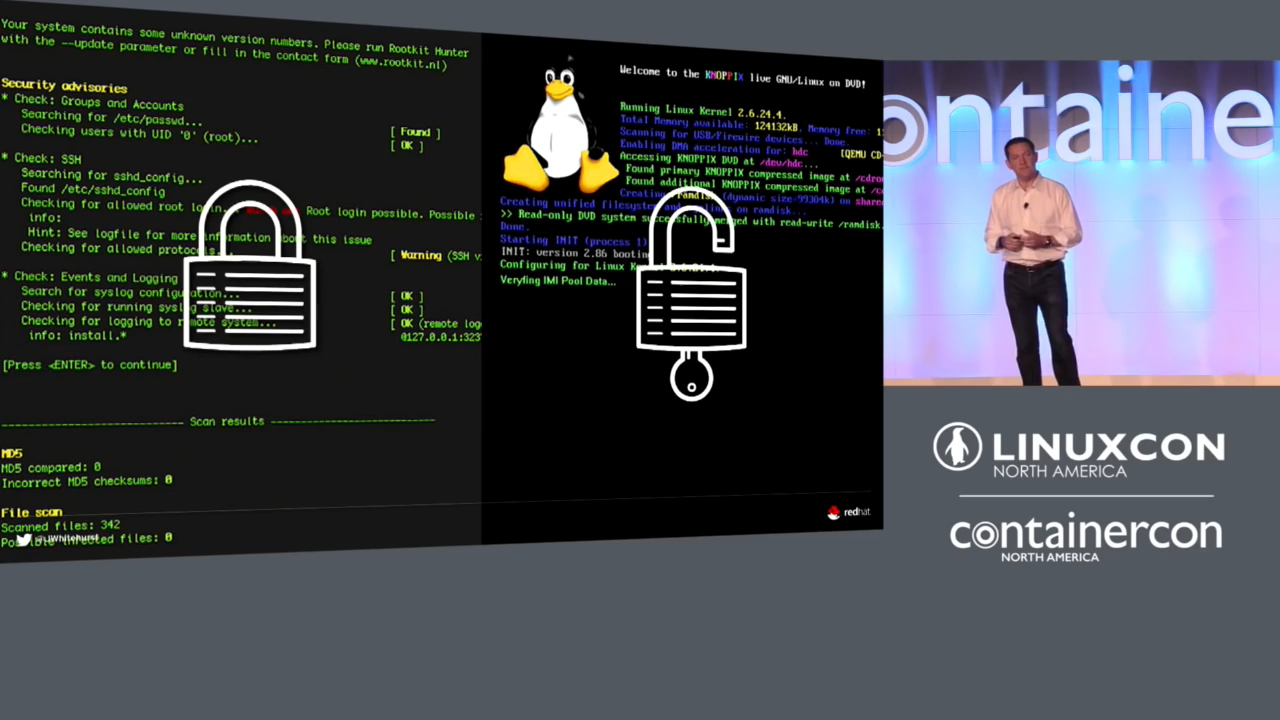 Your system contains some unknown version numbers. Please run Rootkit Hunter
with the --update parameter or fill in the contact form (www.rootkit.nl)
Security advisories
* Check: Groups and Accounts
Searching for /etc/passwd... [ Found ]
Checking users with UID '0' (root)... [ OK ]
* Check: SSH
Searching for sshd_config...
Found /etc/sshd_config
Checking for allowed root login... Root login possible. Possible
info:
Hint: See logfile for more information about this issue
Checking for allowed protocols... [ Warning (SSH v
* Check: Events and Logging
Search for syslog configuration... [ OK ]
Checking for running syslog slave... [ OK ]
Checking for logging to remote system... [ OK (remote log
info: install.* @127.0.0.1:323
[Press <ENTER> to continue]
---------------------------- Scan results -------------------------
MD5
MD5 compared: 0
Incorrect MD5 checksums: 0
File scan
Scanned files: 342
Possible infected files: 0
@JWhitehurst
Welcome to the KNOPPIX live GNU/Linux on DVD!
Running Linux Kernel 2.6.24.4.
Total Memory available: 124132kB, Memory free: 1
Scanning for USB/Firewire devices... Done.
Enabling DMA acceleration for: hdc [QEMU CD-
Accessing KNOPPIX DVD at /dev/hdc...
Found primary KNOPPIX compressed image at /cdro
Found additional KNOPPIX compressed image at /c
Creating /ramdisk (dynamic size=99304k) on shared
Creating unified filesystem and on ramdisk...
>> Read-only DVD system successfully merged with read-write /ramdisk.
Done.
Starting INIT (process 1)
INIT: version 2.86 booting
Configuring for Linux Kernel
Veryfing IMI Pool Data...
redhat
ontaine
LINUXCON
NORTH AMERICA
containercon
NORTH AMERICA